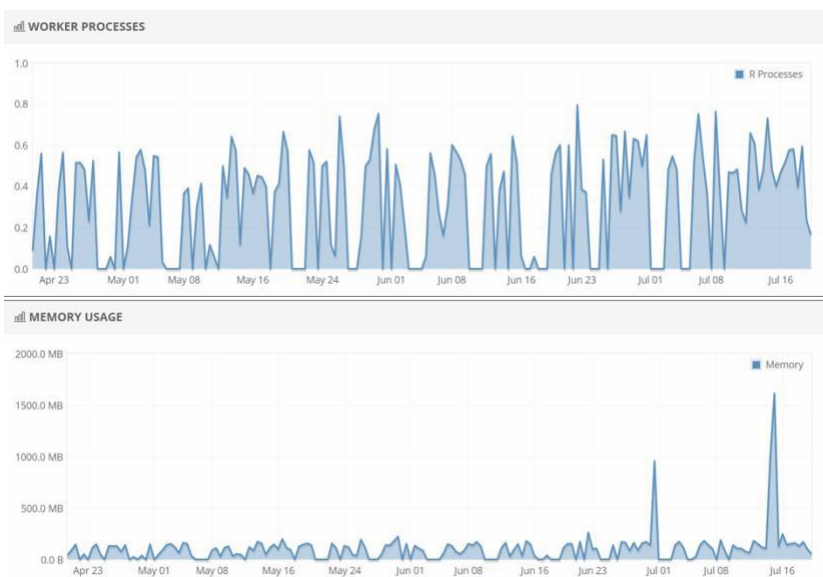 WORKER PROCESSES
R Processes
1.0
0.8
0.6
0.4
0.2
0.0
Apr 23 May 01 May 08 May 16 May 24 Jun 01 Jun 08 Jun 16 Jun 23 Jul 01 Jul 08 Jul 16
MEMORY USAGE
2000.0 MB
Memory
1500.0 MB
1000.0 MB
500.0 MB
0.0 B
Apr 23 May 01 May 08 May 16 May 24 Jun 01 Jun 08 Jun 16 Jun 23 Jul 01 Jul 08 Jul 16